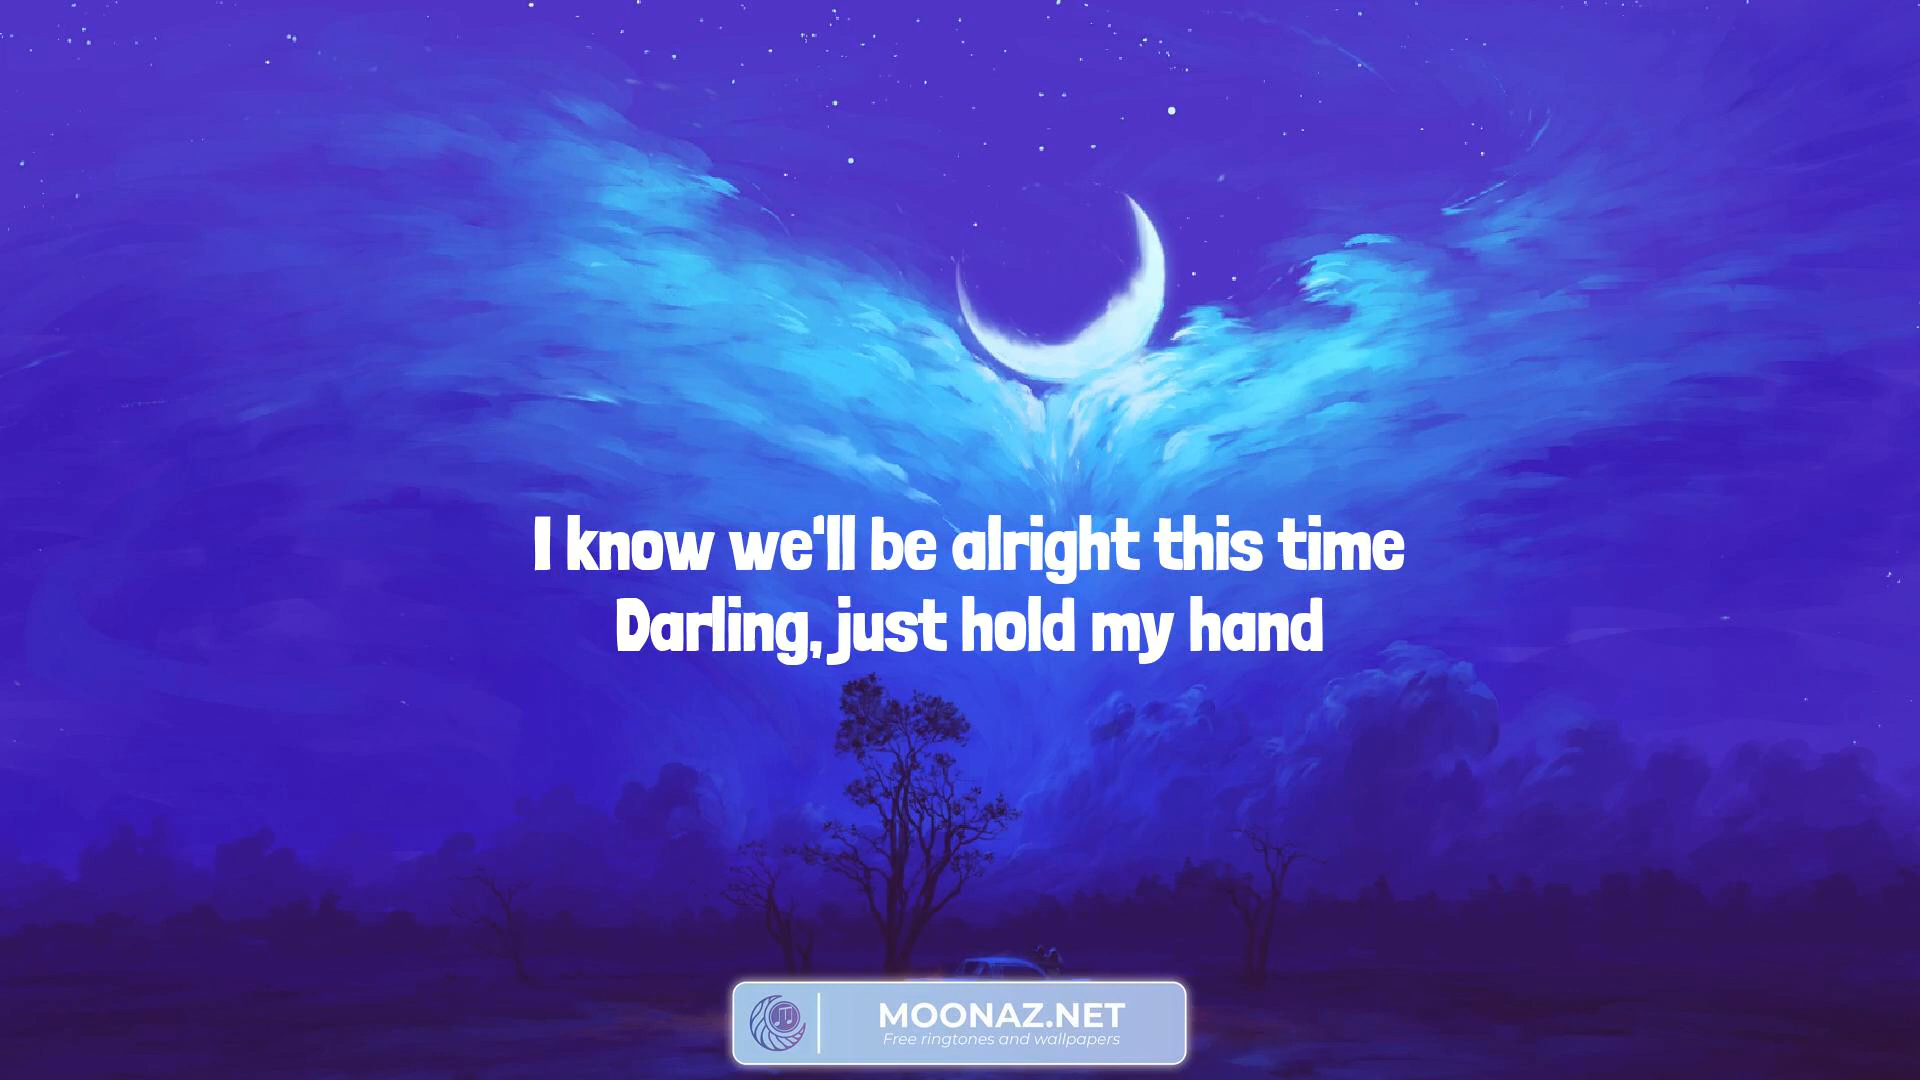 I know we'll be alright this time
Darling, just hold my hand
MOONAZ.NET
Free ringtones and wallpapers